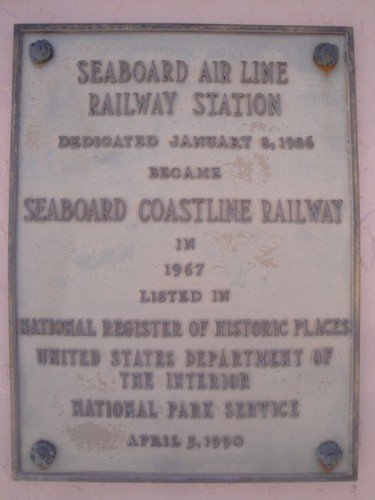 SEABOARD AIR LINE
RAILWAY STATION
DEDICATED JANUARY 8, 1926
BECAME
SEABOARD COASTLINE RAILWAY
IN
1967
LISTED IN
NATIONAL REGISTER OF HISTORIC PLACES
UNITED STATES DEPARTMENT OF
THE INTERIOR
NATIONAL PARK SERVICE
APRIL 5, 1990